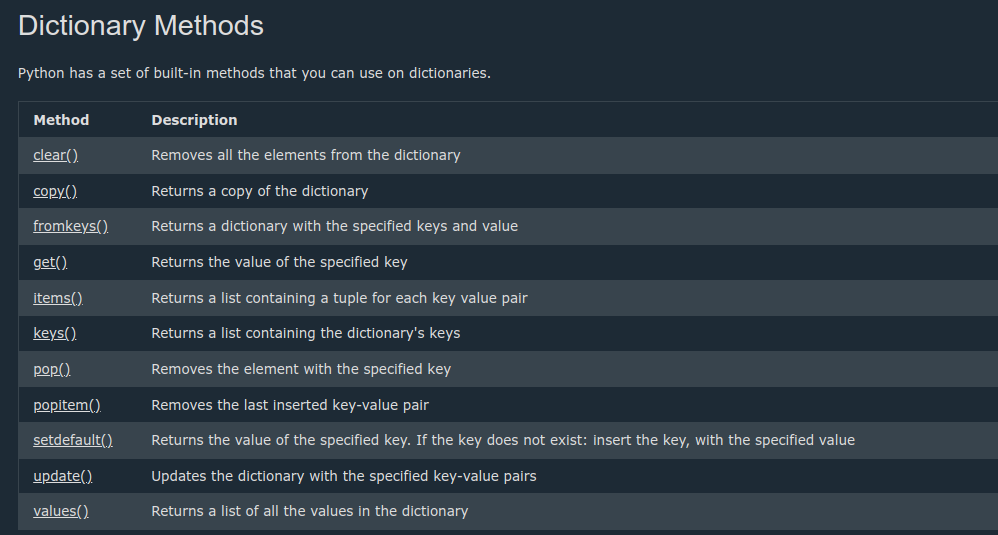 Dictionary Methods
Python has a set of built-in methods that you can use on dictionaries.
Method Description
clear() Removes all the elements from the dictionary
copy() Returns a copy of the dictionary
fromkeys() Returns a dictionary with the specified keys and value
get() Returns the value of the specified key
items() Returns a list containing a tuple for each key value pair
keys() Returns a list containing the dictionary's keys
pop() Removes the element with the specified key
popitem() Removes the last inserted key-value pair
setdefault() Returns the value of the specified key. If the key does not exist: insert the key, with the specified value
update() Updates the dictionary with the specified key-value pairs
values() Returns a list of all the values in the dictionary